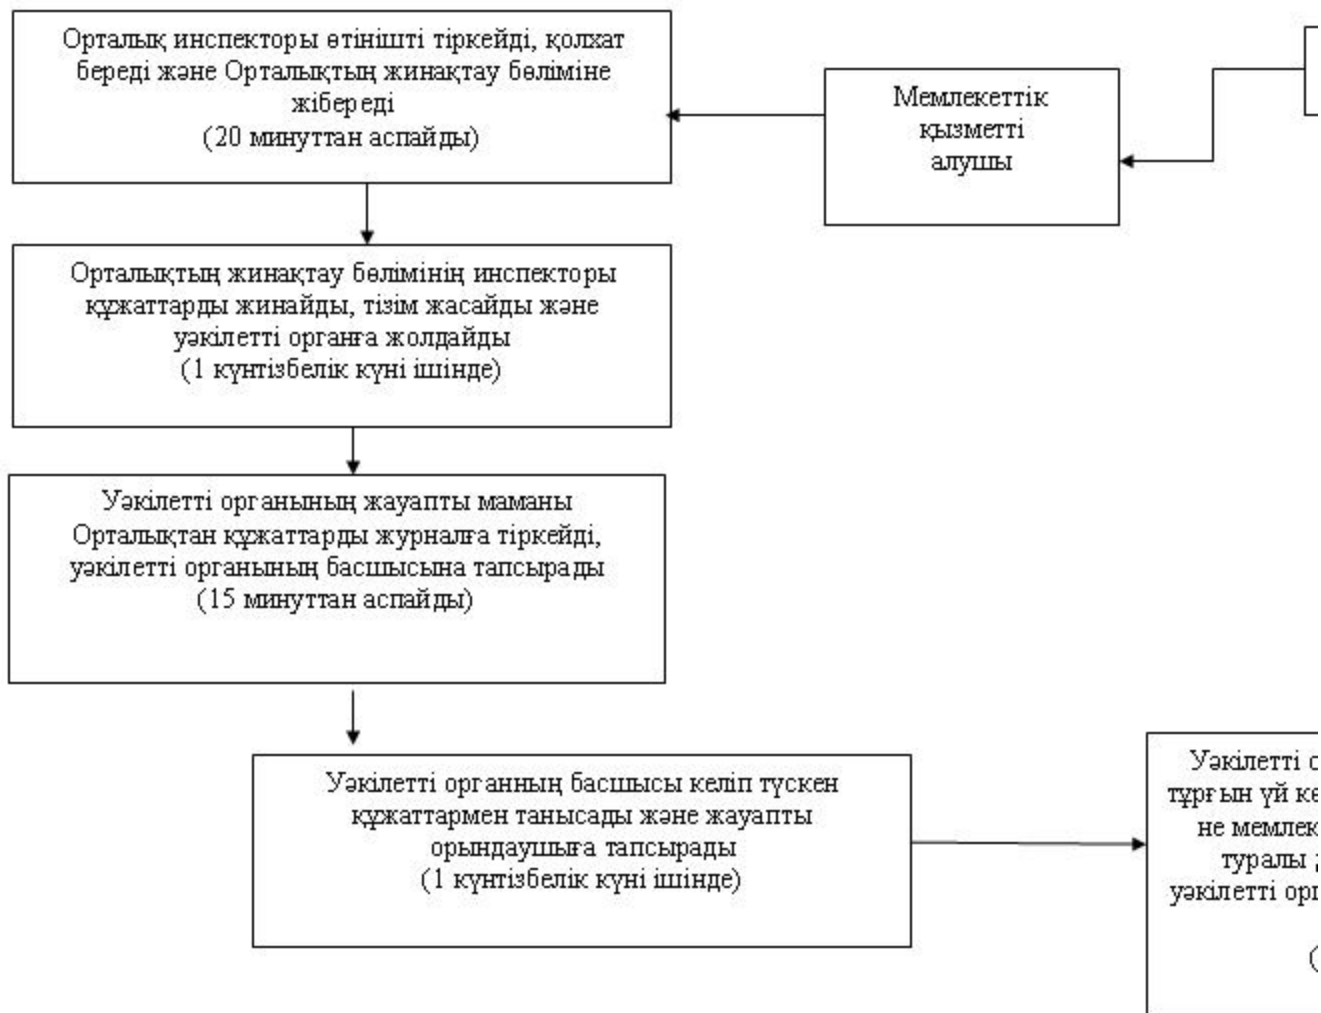 Орталық инспекторы өтінішті тіркейді, қолхат
береді және Орталықтың жинақтау бөліміне
жібереді
(20 минуттан аспайды)
Мемлекеттік
қызметті
алушы
Орталықтың жинақтау бөлімінің инспекторы
құжаттарды жинайды, тізім жасайды және
уәкілетті органға жолдайды
(1 күнтізбелік күні ішінде)
Уәкілетті органының жауапты маманы
Орталықтан құжаттарды журналға тіркейді,
уәкілетті органының басшысына тапсырады
(15 минуттан аспайды)
Уәкілетті органның басшысы келіп түскен
құжаттармен танысады және жауапты
орындаушыға тапсырады
(1 күнтізбелік күні ішінде)
Уәкілетті
тұрғын үй
не
туралы
уәкілетті
(